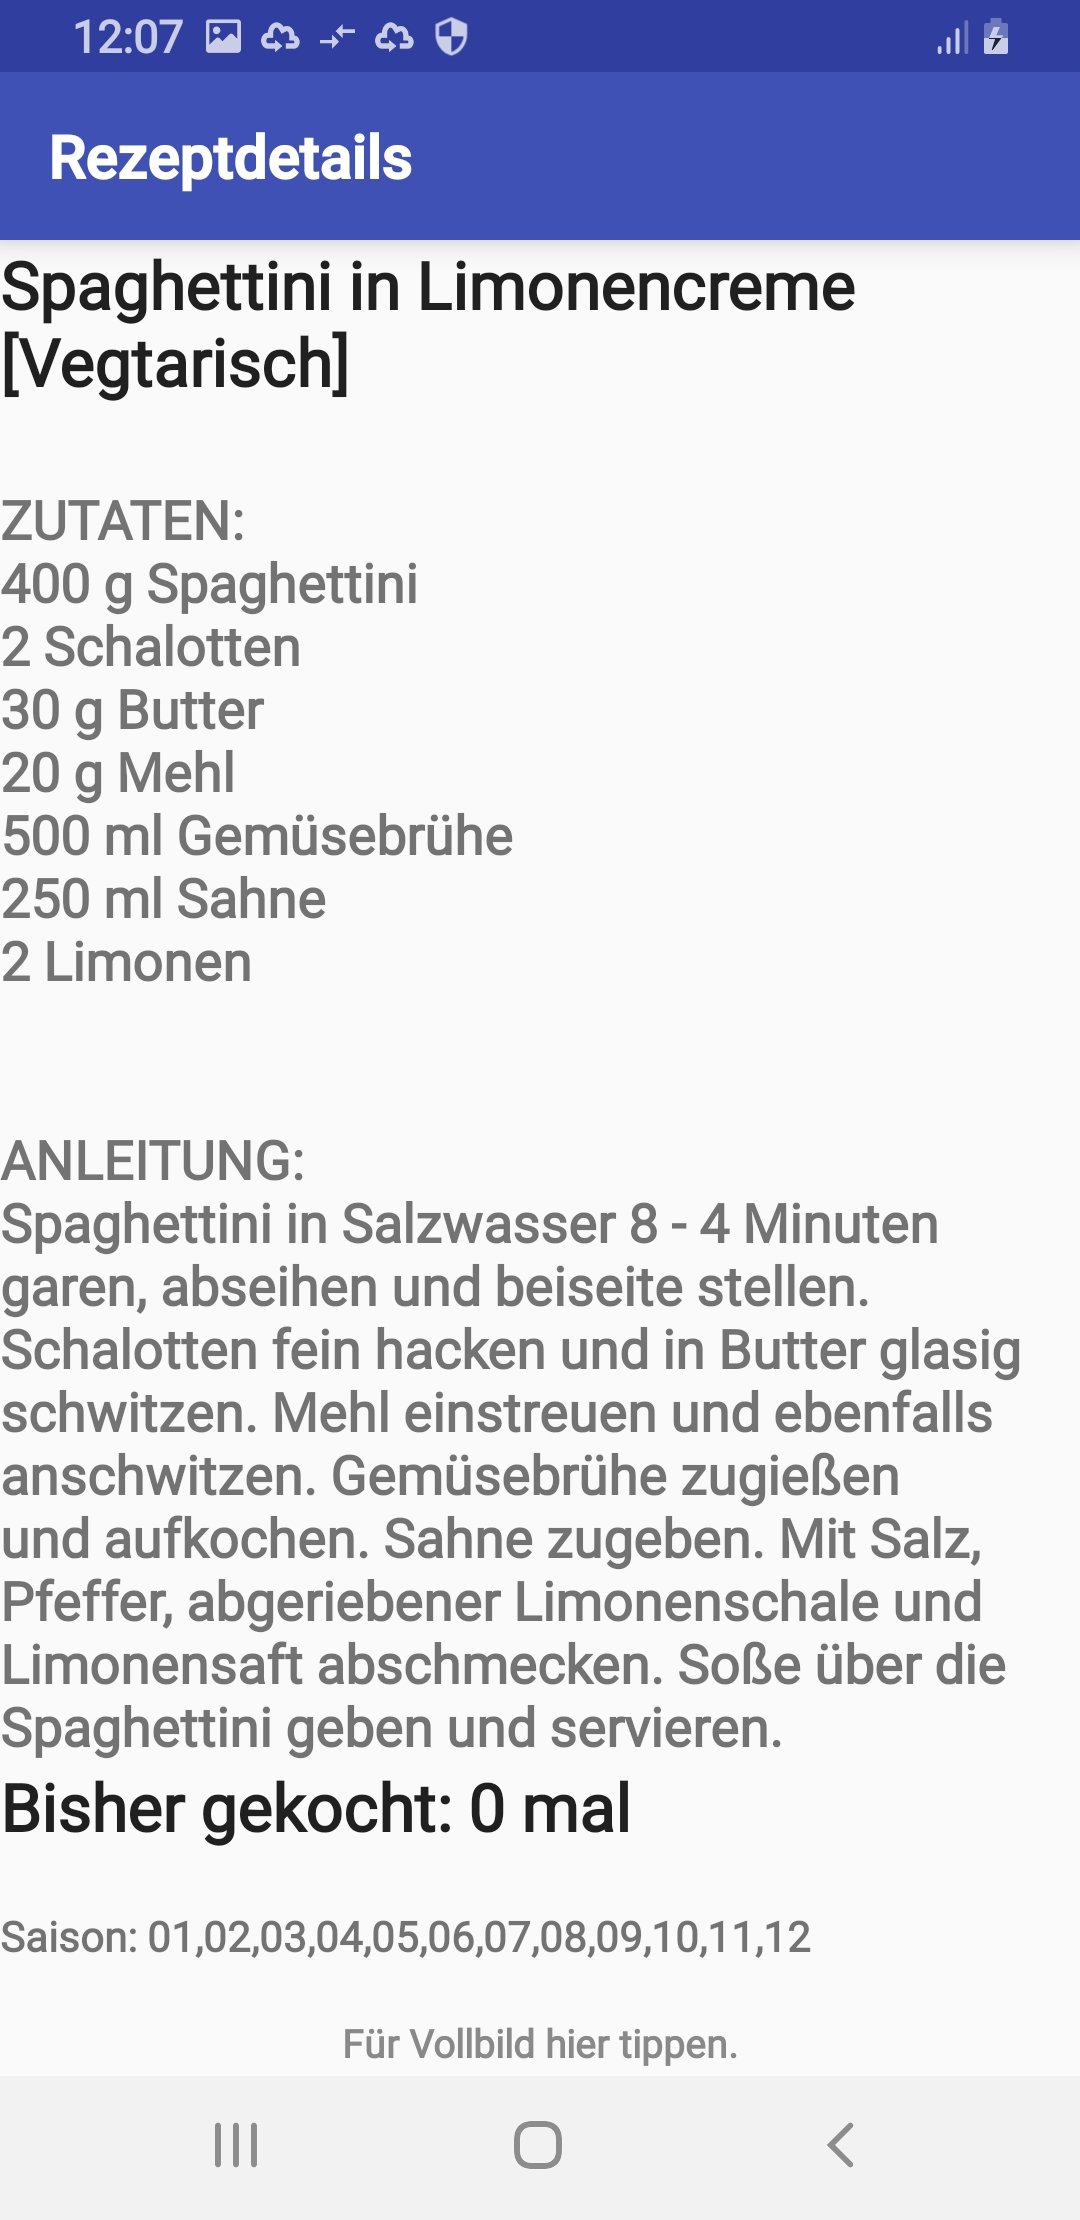 12:07
Rezeptdetails
Spaghettini in Limonencreme
[Vegtarisch]
ZUTATEN:
400 g Spaghettini
2 Schalotten
30 g Butter
20 g Mehl
500 ml Gemüsebrühe
250 ml Sahne
2 Limonen
ANLEITUNG:
Spaghettini in Salzwasser 8 - 4 Minuten
garen, abseihen und beiseite stellen.
Schalotten fein hacken und in Butter glasig
schwitzen. Mehl einstreuen und ebenfalls
anschwitzen. Gemüsebrühe zugießen
und aufkochen. Sahne zugeben. Mit Salz,
Pfeffer, abgeriebener Limonenschale und
Limonensaft abschmecken. Soße über die
Spaghettini geben und servieren.
Bisher gekocht: 0 mal
Saison: 01,02,03,04,05,06,07,08,09,10,11,12
Für Vollbild hier tippen.